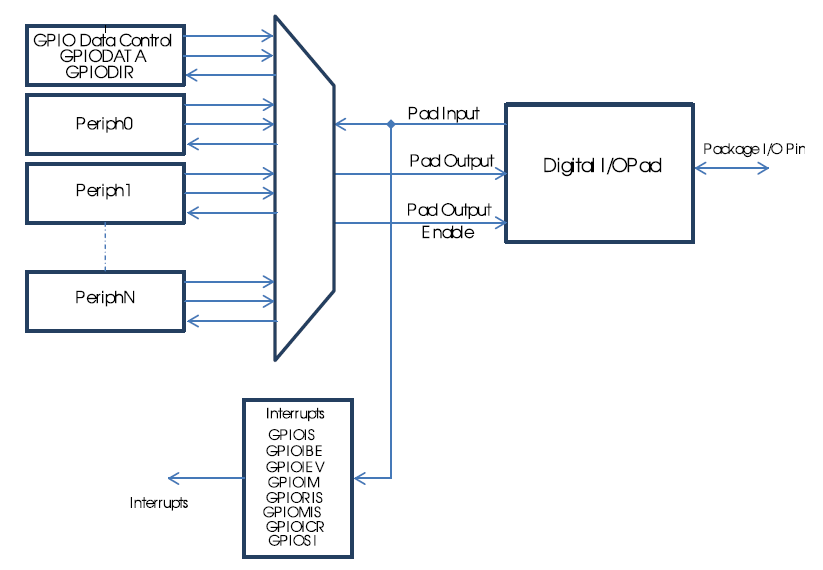 GPIO Data Control
GPIODATA
GPIODIR
Periph0
Periph1
PeriphN
Pad Input
Pad Output
Pad Output
Enable
Digital I/OPad
Package I/O Pin
Interrupts
GPIOIS
GPIOIBE
GPIOIEV
GPIOIM
GPIORIS
GPIOMIS
GPIOICR
GPIOSI
Interrupts